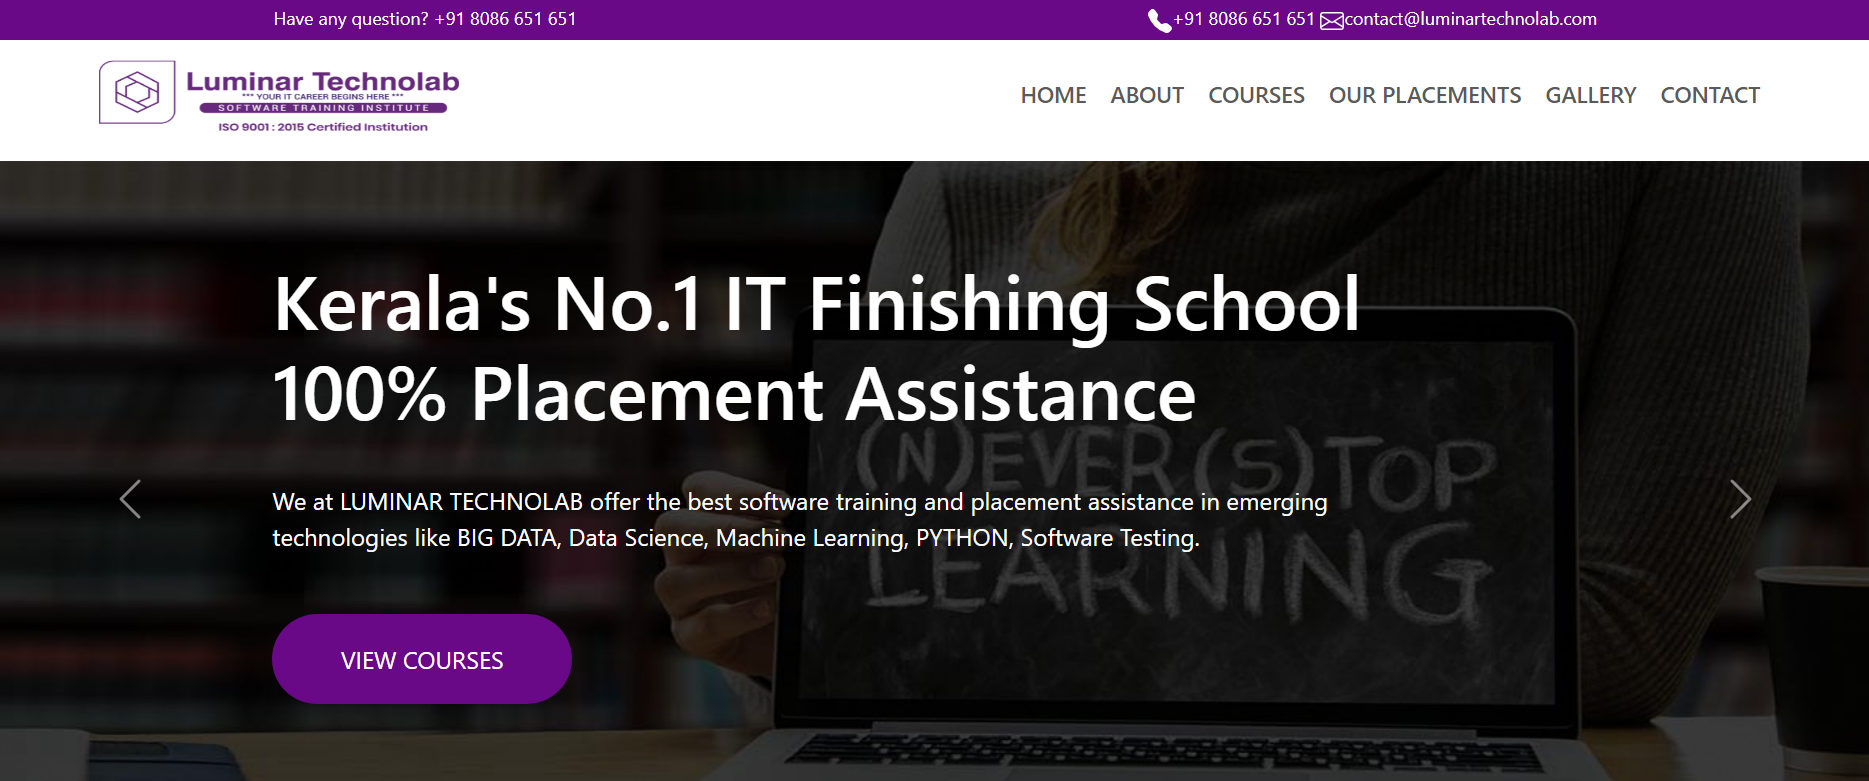 Have any question? +91 8086 651 651
+91 8086 651 651 contact@luminartechnolab.com
Luminar Technolab
*** YOUR IT CAREER BEGINS HERE ***
SOFTWARE TRAINING INSTITUTE
ISO 9001 : 2015 Certified Institution
HOME ABOUT COURSES OUR PLACEMENTS GALLERY CONTACT
Kerala's No.1 IT Finishing School
100% Placement Assistance
We at LUMINAR TECHNOLAB offer the best software training and placement assistance in emerging
technologies like BIG DATA, Data Science, Machine Learning, PYTHON, Software Testing.
VIEW COURSES
(N)EVER (S)TOP
LEARNING